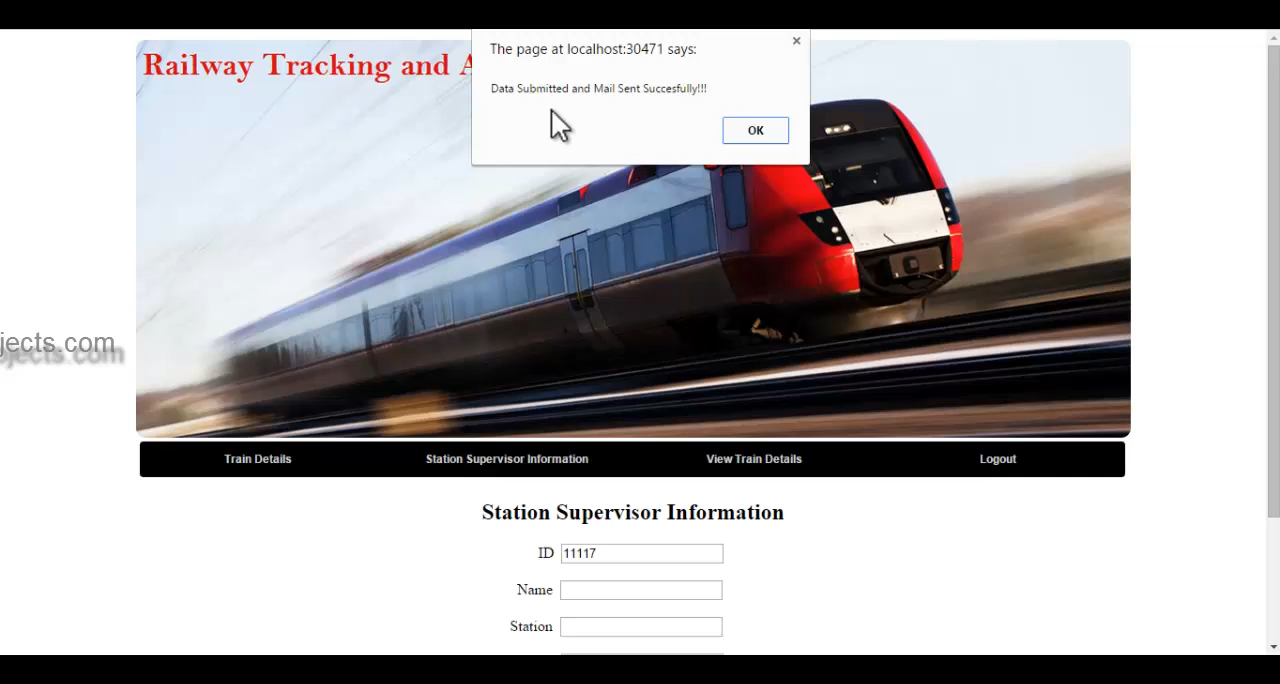 The page at localhost:30471 says:
Railway Tracking and A
Data Submitted and Mail Sent Succesfully!!!
OK
jects.com
Train Details
Station Supervisor Information
View Train Details
Logout
Station Supervisor Information
ID 11117
Name
Station